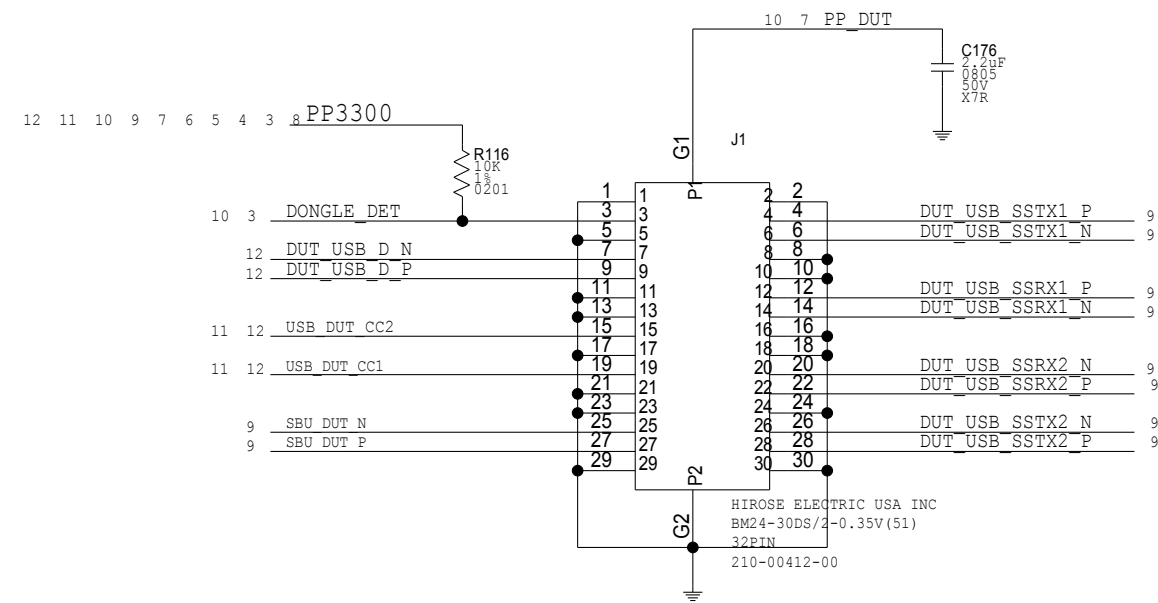 10 7 PP_DUT
C176
2.2uF
0805
50V
X7R
12 11 10 9 7 6 5 4 3 8 PP3300
R116
10K
1%
0201
G1
J1
P1
1 1 2 2
10 3 DONGLE_DET 3 3 4 4 DUT_USB_SSTX1_P 9
5 5 6 6 DUT_USB_SSTX1_N 9
12 DUT_USB_D_N 7 7 8 8
12 DUT_USB_D_P 9 9 10 10
11 11 12 12 DUT_USB_SSRX1_P 9
13 13 14 14 DUT_USB_SSRX1_N 9
11 12 USB_DUT_CC2 15 15 16 16
17 17 18 18
11 12 USB_DUT_CC1 19 19 20 20 DUT_USB_SSRX2_N 9
21 21 22 22 DUT_USB_SSRX2_P 9
23 23 24 24
9 SBU_DUT_N 25 25 26 26 DUT_USB_SSTX2_N 9
9 SBU_DUT_P 27 27 28 28 DUT_USB_SSTX2_P 9
29 29 30 30
P2
G2
HIROSE ELECTRIC USA INC
BM24-30DS/2-0.35V(51)
32PIN
210-00412-00